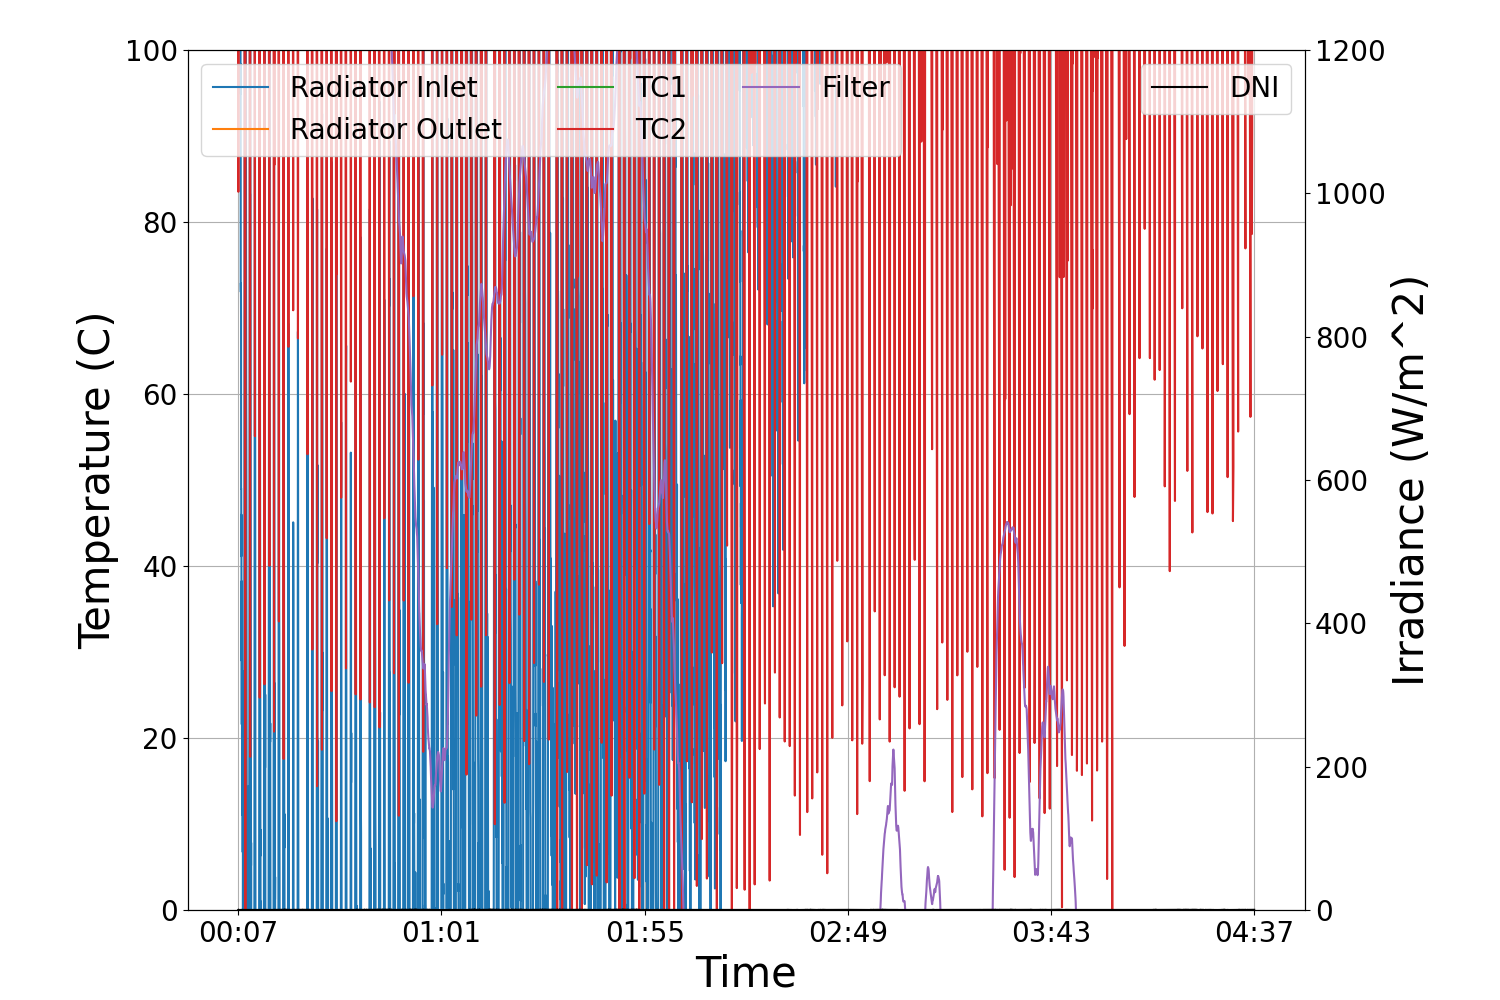 100
80
60
40
20
0
Temperature (C)
Radiator Inlet
Radiator Outlet
TC1
TC2
Filter
DNI
1200
1000
800
600
400
200
0
Irradiance (W/m^2)
00:07
01:01
01:55
02:49
03:43
04:37
Time